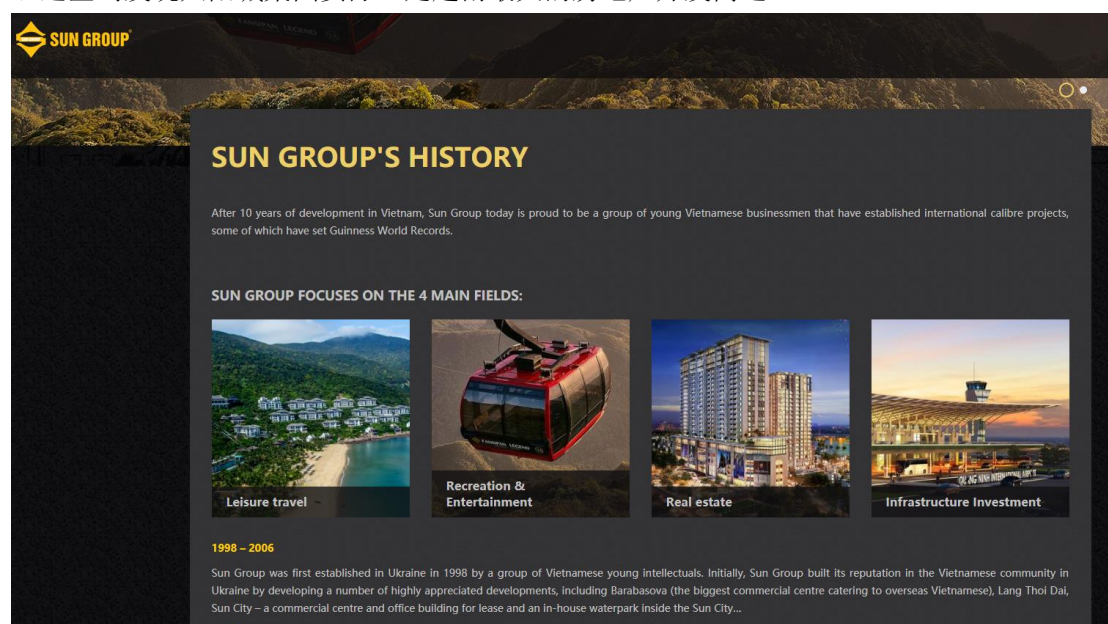 SUN GROUP
FANSIPAN LEGEND
SUN GROUP'S HISTORY
After 10 years of development in Vietnam, Sun Group today is proud to be a group of young Vietnamese businessmen that have established international calibre projects,
some of which have set Guinness World Records.
SUN GROUP FOCUSES ON THE 4 MAIN FIELDS:
FANSIPAN LEGEND
Leisure travel
Recreation &
Entertainment
Real estate
Infrastructure Investment
1998 – 2006
Sun Group was first established in Ukraine in 1998 by a group of Vietnamese young intellectuals. Initially, Sun Group built its reputation in the Vietnamese community in
Ukraine by developing a number of highly appreciated developments, including Barabasova (the biggest commercial centre catering to overseas Vietnamese), Lang Thoi Dai,
Sun City – a commercial centre and office building for lease and an in-house waterpark inside the Sun City...